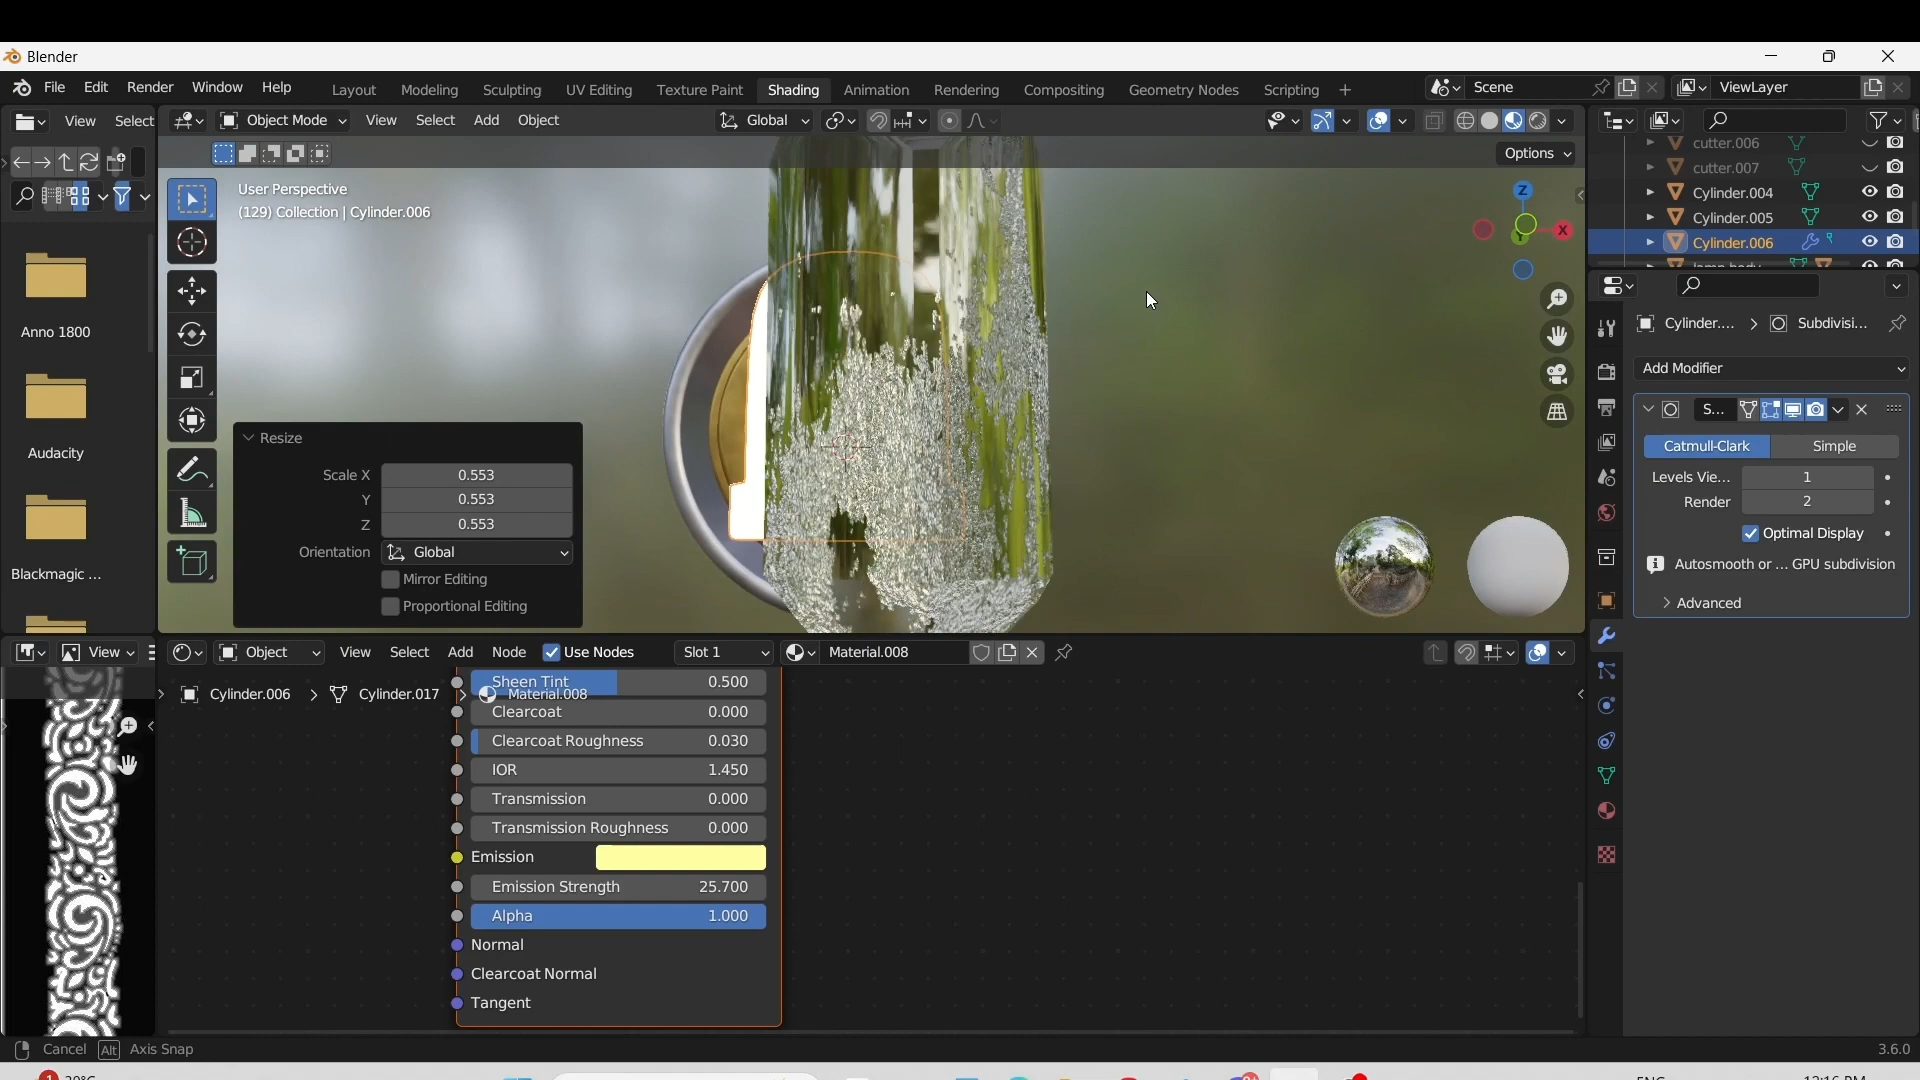 Blender
File Edit Render Window Help Layout Modeling Sculpting UV Editing Texture Paint Shading Animation Rendering Compositing Geometry Nodes Scripting + Scene ViewLayer
View Select Object Mode View Select Add Object Global
Options
User Perspective
(129) Collection | Cylinder.006
Anno 1800
Audacity
Blackmagic ...
Resize
Scale X 0.553
Y 0.553
Z 0.553
Orientation Global
Mirror Editing
Proportional Editing
Z
X
Y
cutter.006
cutter.007
Cylinder.004
Cylinder.005
Cylinder.006
lamp body
Cylinder.... > Subdivisi...
Add Modifier
S...
Catmull-Clark Simple
Levels Vie... 1
Render 2
Optimal Display
Autosmooth or ... GPU subdivision
Advanced
View Object View Select Add Node Use Nodes Slot 1 Material.008
Cylinder.006 > Cylinder.017 > Material.008
Sheen Tint 0.500
Clearcoat 0.000
Clearcoat Roughness 0.030
IOR 1.450
Transmission 0.000
Transmission Roughness 0.000
Emission
Emission Strength 25.700
Alpha 1.000
Normal
Clearcoat Normal
Tangent
Cancel Alt Axis Snap 3.6.0